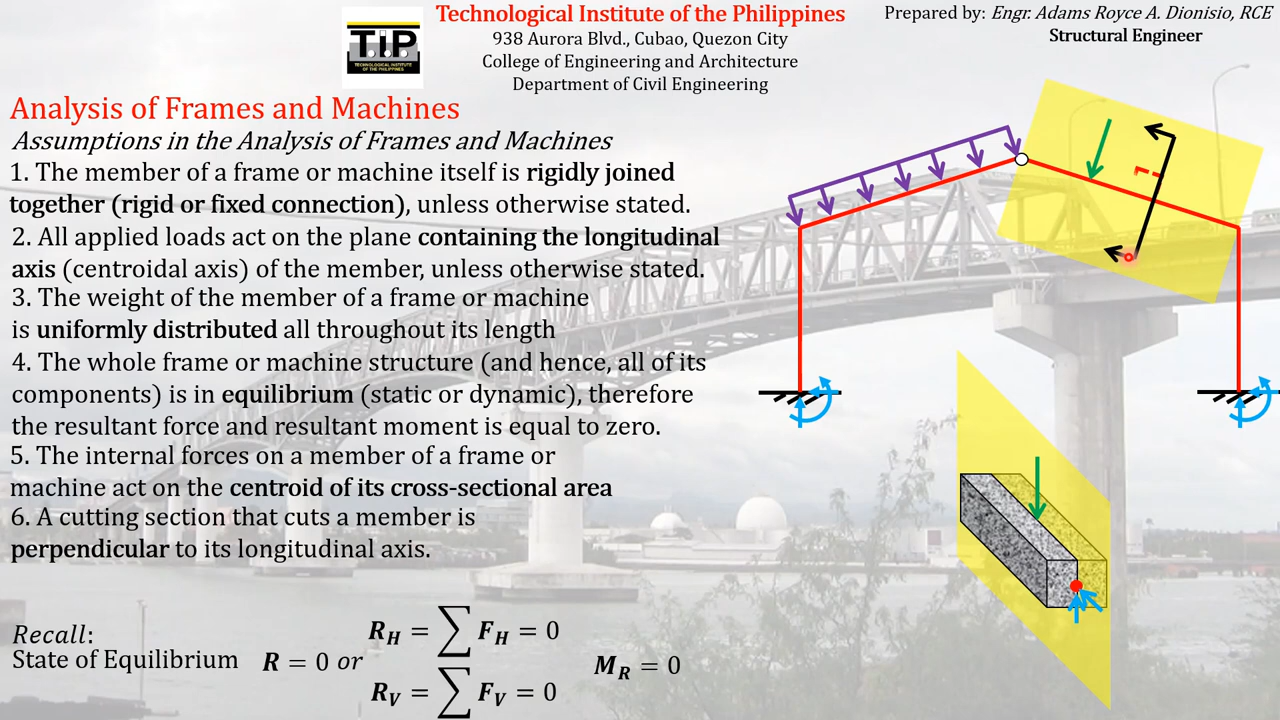 Technological Institute of the Philippines
938 Aurora Blvd., Cubao, Quezon City
College of Engineering and Architecture
Department of Civil Engineering
Prepared by: Engr. Adams Royce A. Dionisio, RCE
Structural Engineer
TiP
TECHNOLOGICAL INSTITUTE
OF THE PHILIPPINES
Analysis of Frames and Machines
Assumptions in the Analysis of Frames and Machines
1. The member of a frame or machine itself is rigidly joined
together (rigid or fixed connection), unless otherwise stated.
2. All applied loads act on the plane containing the longitudinal
axis (centroidal axis) of the member, unless otherwise stated.
3. The weight of the member of a frame or machine
is uniformly distributed all throughout its length
4. The whole frame or machine structure (and hence, all of its
components) is in equilibrium (static or dynamic), therefore
the resultant force and resultant moment is equal to zero.
5. The internal forces on a member of a frame or
machine act on the centroid of its cross-sectional area
6. A cutting section that cuts a member is
perpendicular to its longitudinal axis.
Recall:
State of Equilibrium
R = 0 or
R_H = ∑ F_H = 0
R_V = ∑ F_V = 0
M_R = 0